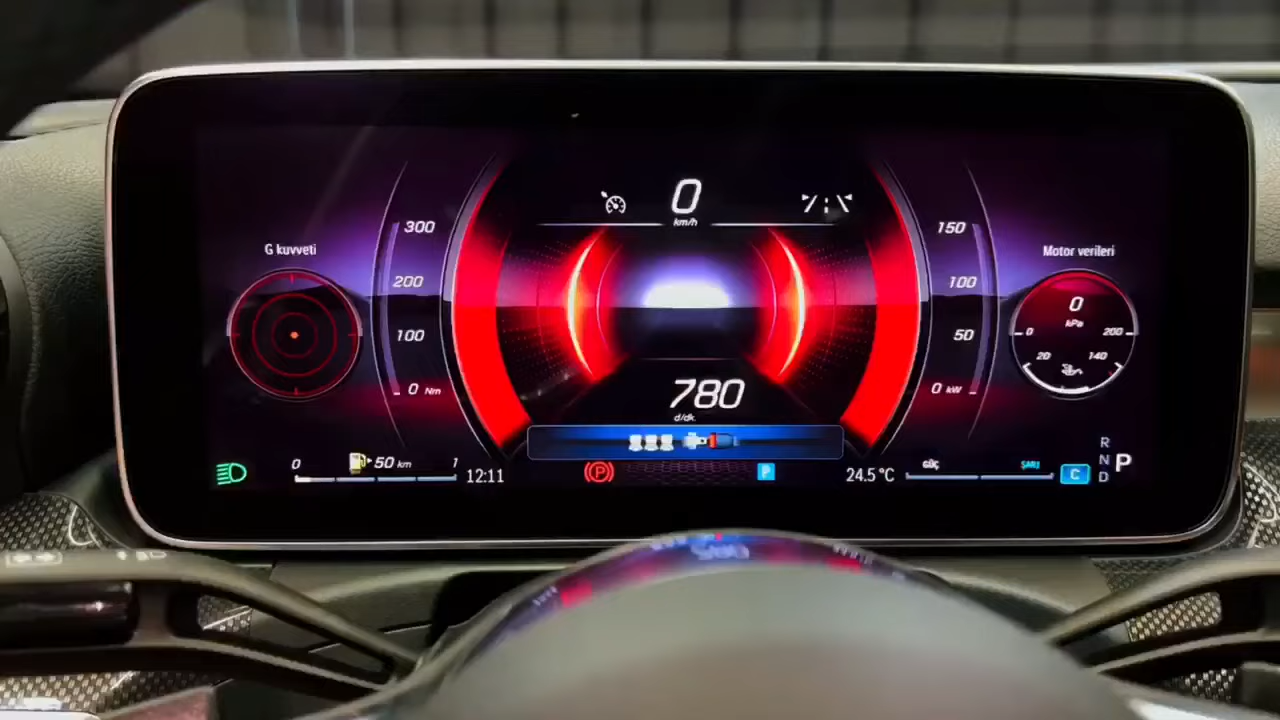 0
km/h
G kuvveti
300
200
100
0 Nm
150
100
50
0 kW
Motor verileri
0
kPa
0
200
20
140
780
d/dk.
0
50 km
1
12:11
P
P
24.5 °C
GÜÇ
ŞARJ
C
R
N
D
P